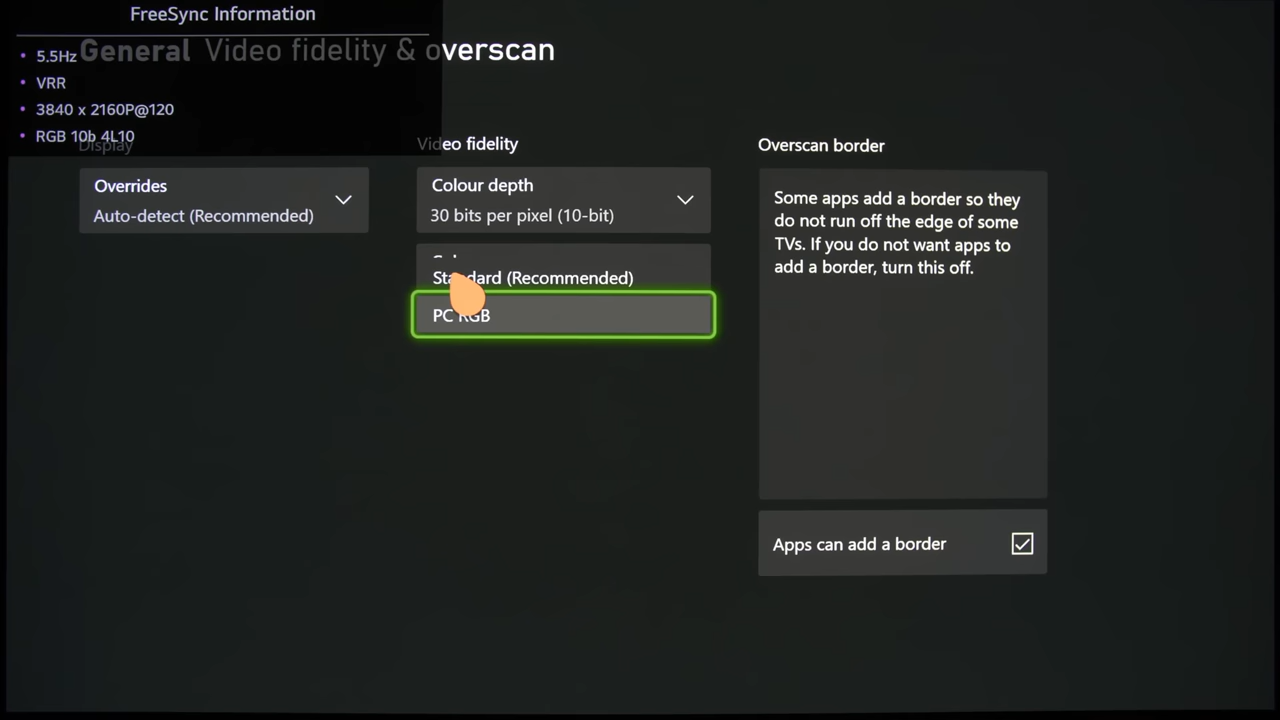 FreeSync Information
5.5Hz
VRR
3840 x 2160P@120
RGB 10b 4L10
General Video fidelity & overscan
Display
Overrides
Auto-detect (Recommended)
Video fidelity
Colour depth
30 bits per pixel (10-bit)
Standard (Recommended)
PC RGB
Overscan border
Some apps add a border so they
do not run off the edge of some
TVs. If you do not want apps to
add a border, turn this off.
Apps can add a border